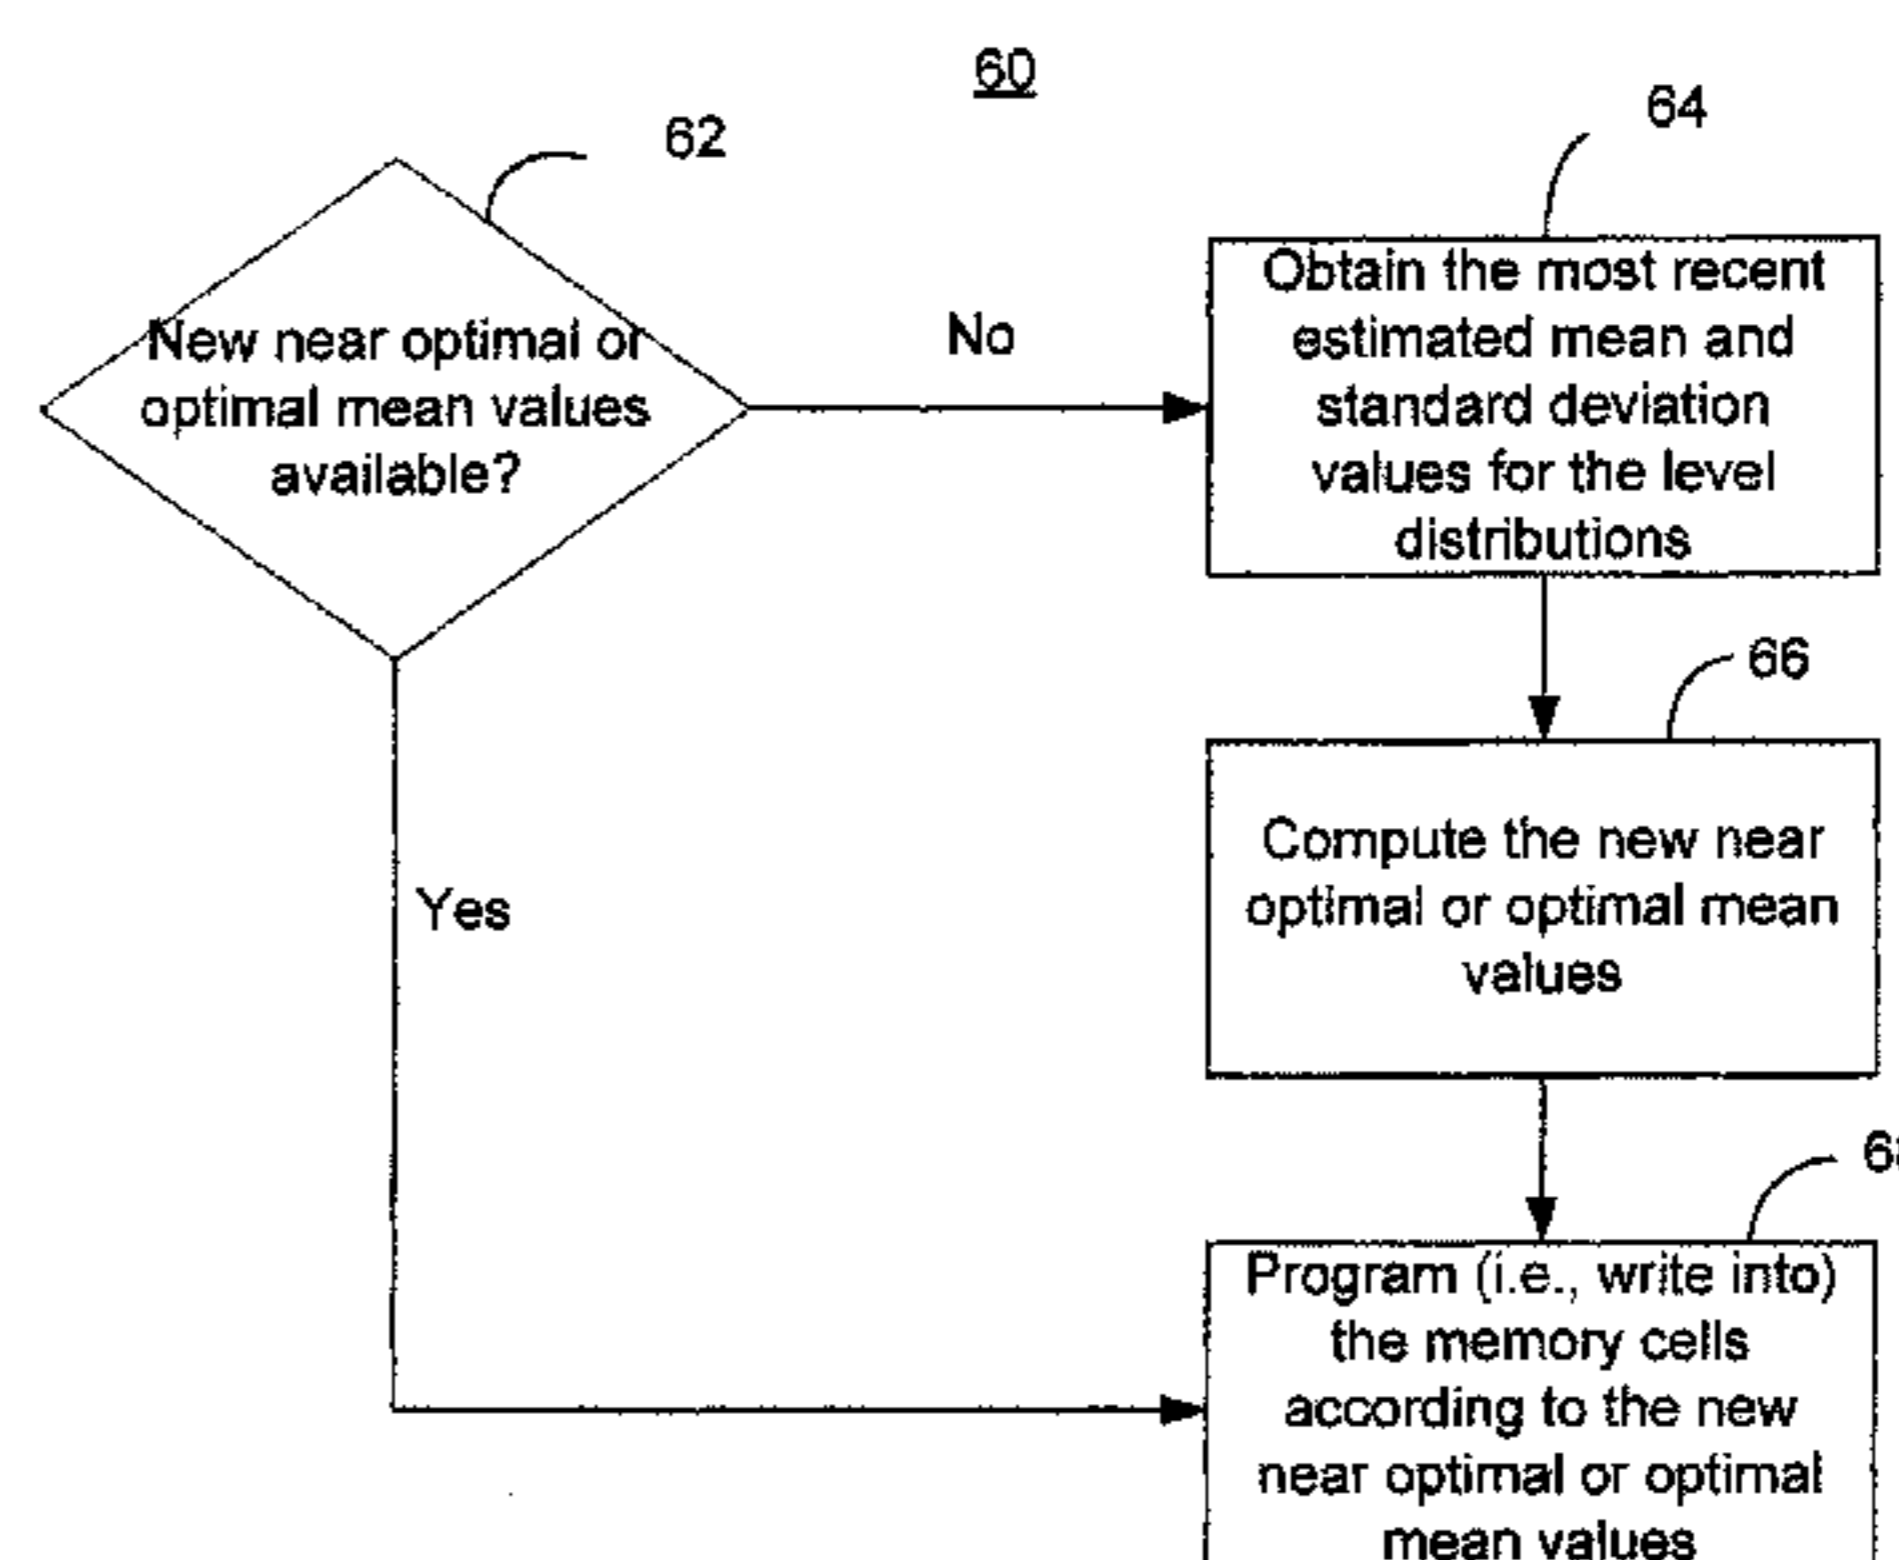 60
62
64
New near optimal or
optimal mean values
available?
No
Obtain the most recent
estimated mean and
standard deviation
values for the level
distributions
66
Yes
Compute the new near
optimal or optimal mean
values
Program (i.e., write into)
the memory cells
according to the new
near optimal or optimal
mean values